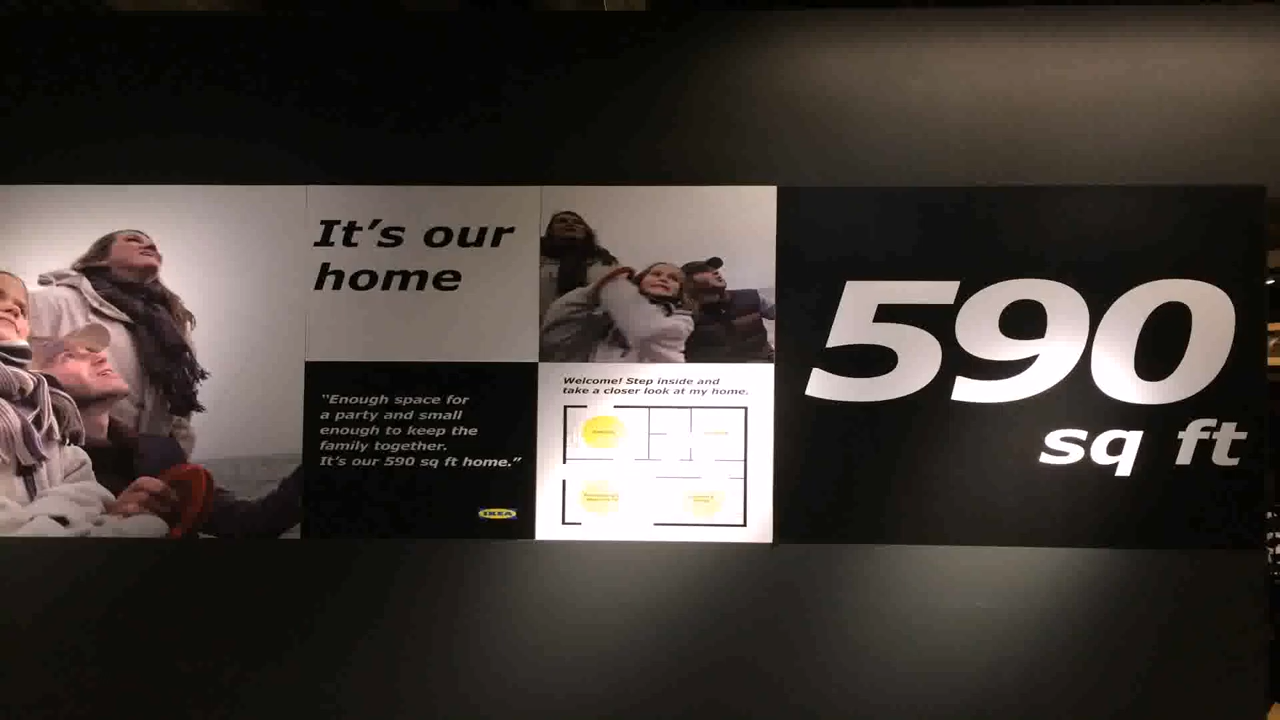 It's our
home
"Enough space for
a party and small
enough to keep the
family together.
It's our 590 sq ft home."
IKEA
Welcome! Step inside and
take a closer look at my home.
590
sq ft